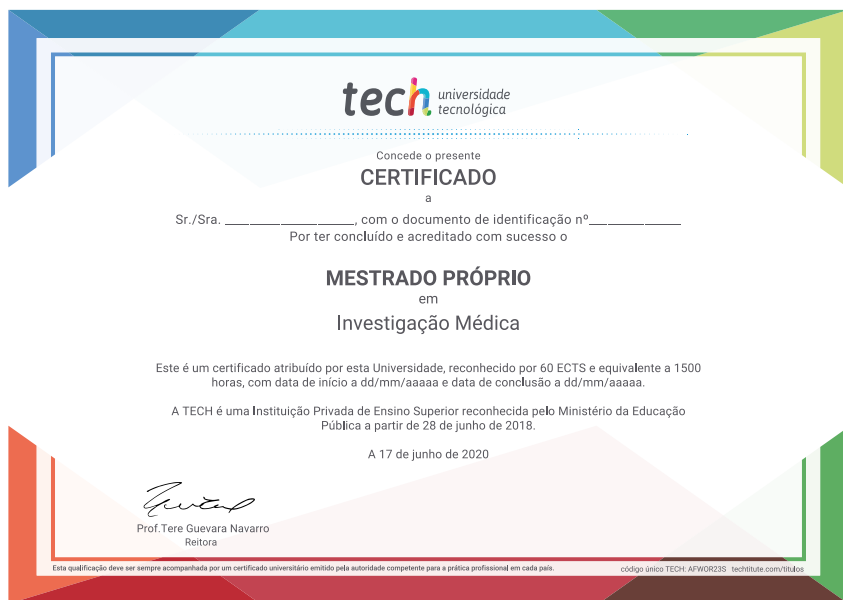 tech universidade
tecnológica
Concede o presente
CERTIFICADO
a
Sr./Sra. ____________________, com o documento de identificação nº______________
Por ter concluído e acreditado com sucesso o
MESTRADO PRÓPRIO
em
Investigação Médica
Este é um certificado atribuído por esta Universidade, reconhecido por 60 ECTS e equivalente a 1500
horas, com data de início a dd/mm/aaaaa e data de conclusão a dd/mm/aaaaa.
A TECH é uma Instituição Privada de Ensino Superior reconhecida pelo Ministério da Educação
Pública a partir de 28 de junho de 2018.
A 17 de junho de 2020
Prof.Tere Guevara Navarro
Reitora
Esta qualificação deve ser sempre acompanhada por um certificado universitário emitido pela autoridade competente para a prática profissional em cada país.
código único TECH: AFWOR23S techtitute.com/titulos